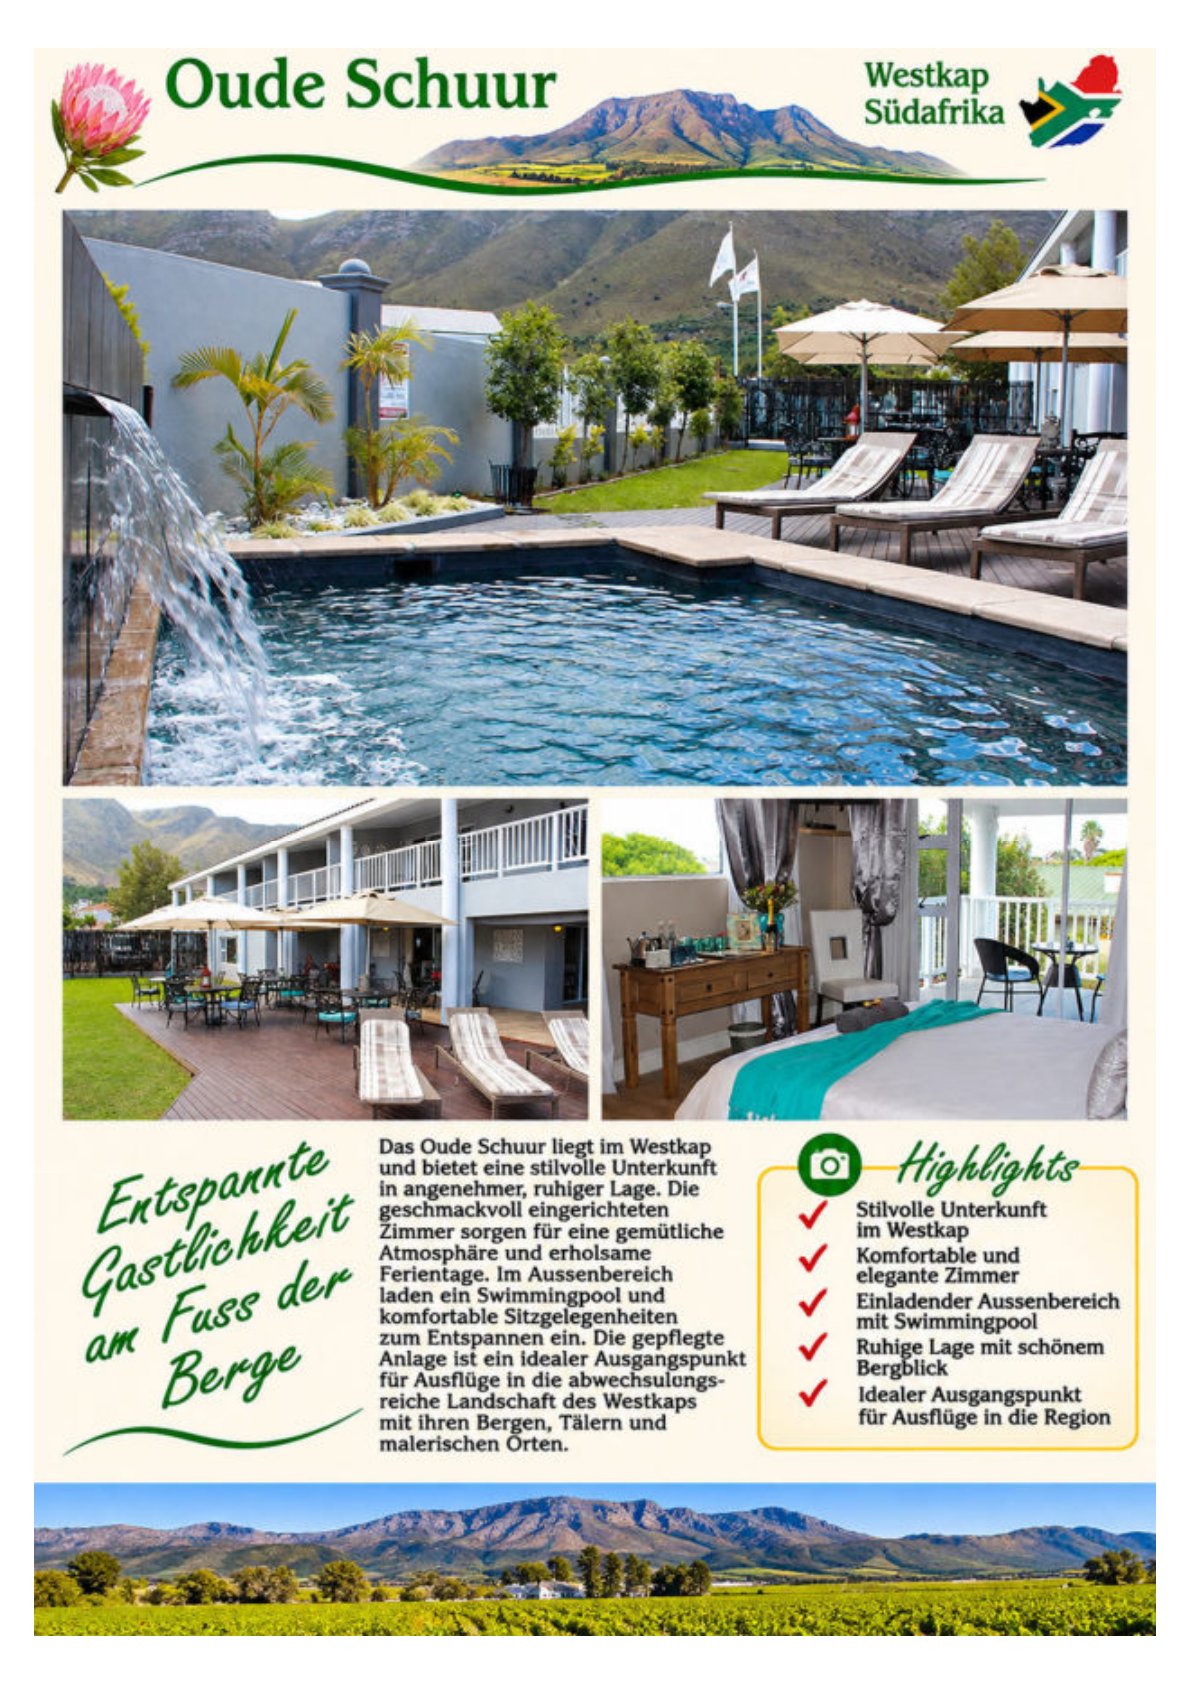 Oude Schuur
Westkap
Südafrika
Entspannte
Gastlichkeit
am Fuss der
Berge
Das Oude Schuur liegt im Westkap
und bietet eine stilvolle Unterkunft
in angenehmer, ruhiger Lage. Die
geschmackvoll eingerichteten
Zimmer sorgen für eine gemütliche
Atmosphäre und erholsame
Ferientage. Im Aussenbereich
laden ein Swimmingpool und
komfortable Sitzgelegenheiten
zum Entspannen ein. Die gepflegte
Anlage ist ein idealer Ausgangspunkt
für Ausflüge in die abwechslungs-
reiche Landschaft des Westkaps
mit ihren Bergen, Tälern und
malerischen Orten.
Highlights
Stilvolle Unterkunft
im Westkap
Komfortable und
elegante Zimmer
Einladender Aussenbereich
mit Swimmingpool
Ruhige Lage mit schönem
Bergblick
Idealer Ausgangspunkt
für Ausflüge in die Region